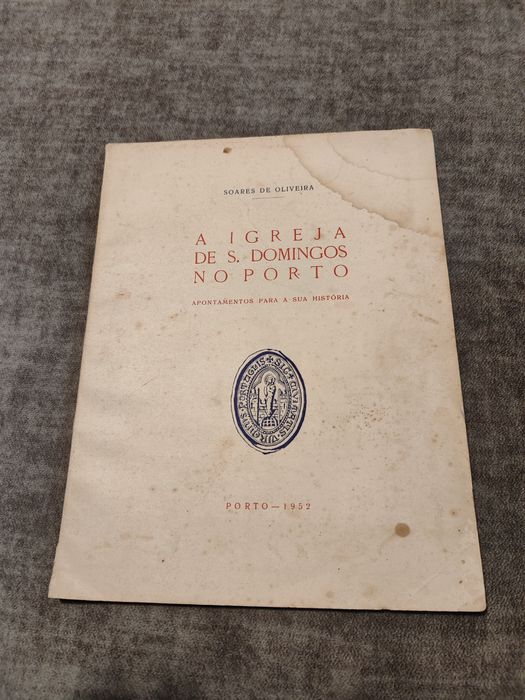 SOARES DE OLIVEIRA
A IGREJA
DE S. DOMINGOS
NO PORTO
APONTAMENTOS PARA A SUA HISTÓRIA
PORTO — 1952